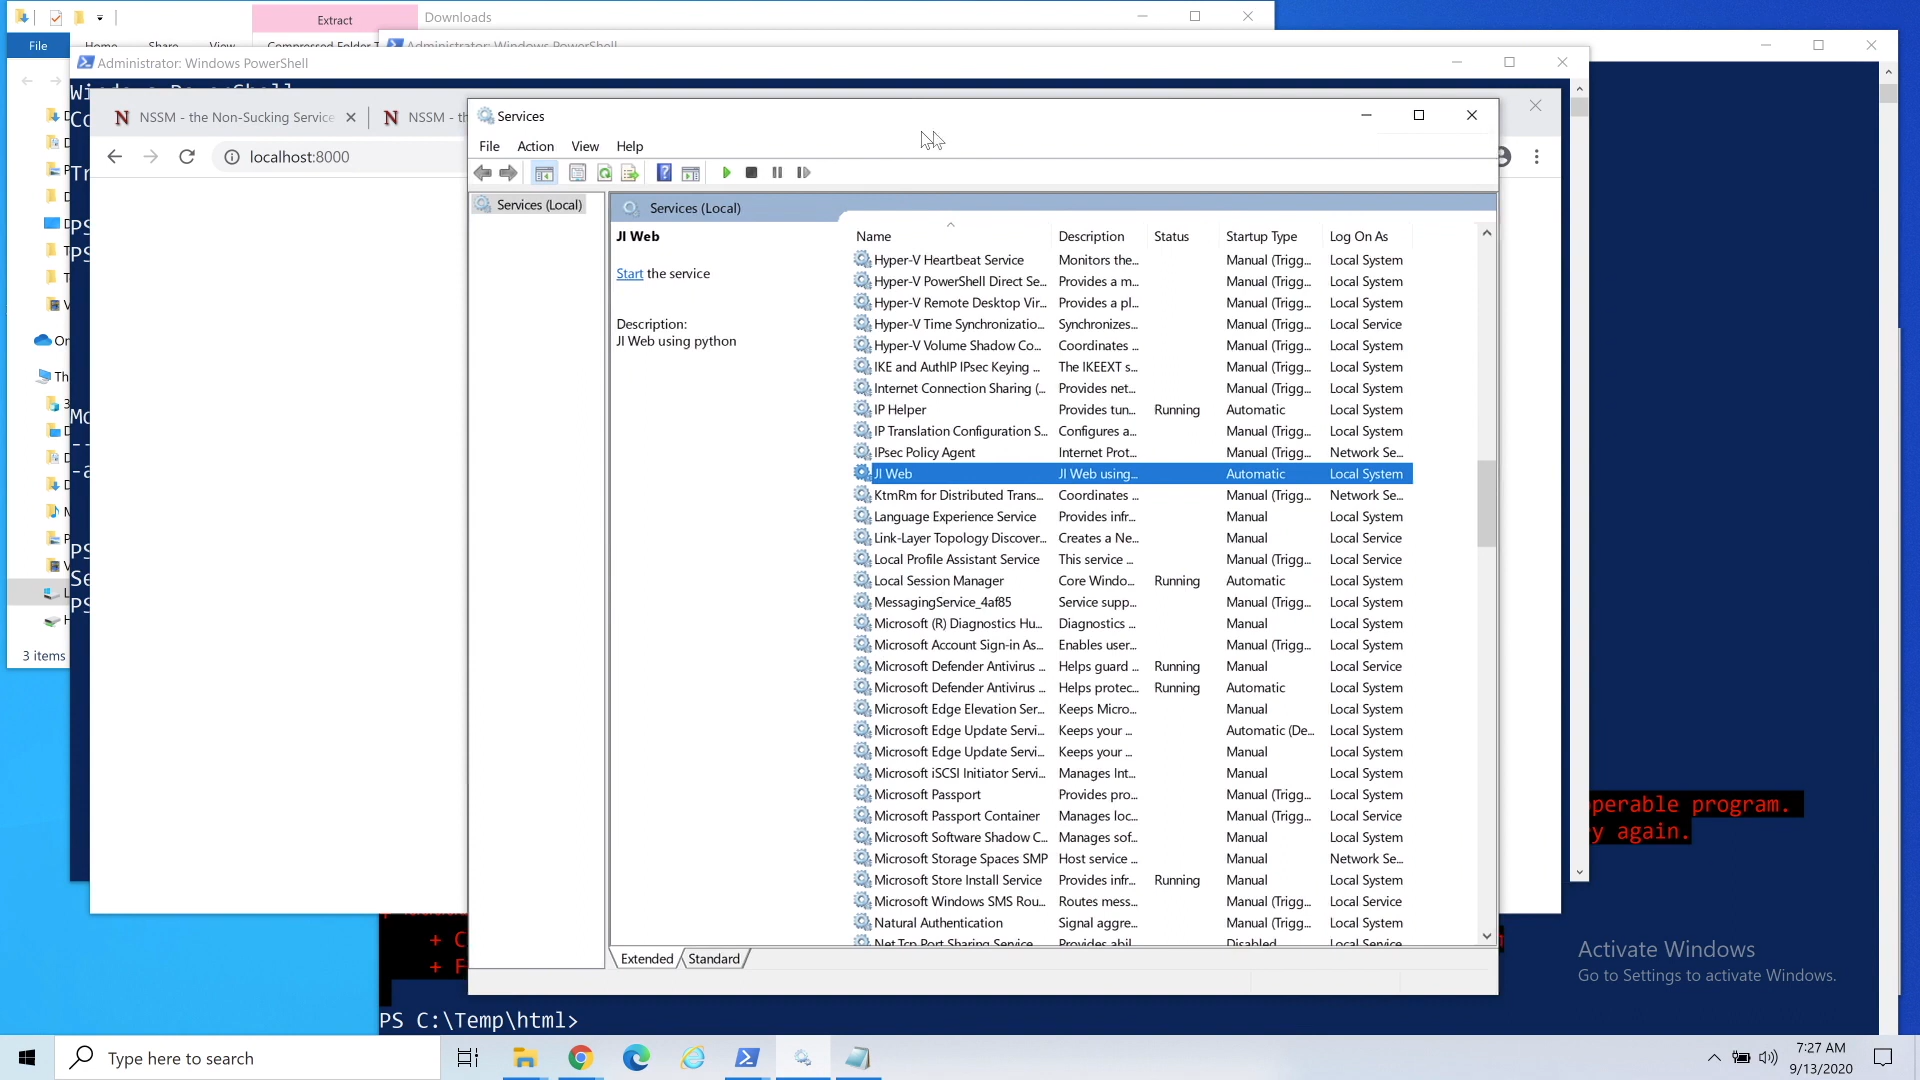 Extract
Downloads
File
Home
Share
View
Compressed Folder T
Administrator: Windows PowerShell
Administrator: Windows PowerShell
NSSM - the Non-Sucking Service
NSSM - th
localhost:8000
Services
File
Action
View
Help
Services (Local)
Services (Local)
JI Web
Start the service
Description:
JI Web using python
Name
Description
Status
Startup Type
Log On As
Hyper-V Heartbeat Service Monitors the... Manual (Trigg... Local System
Hyper-V PowerShell Direct Se... Provides a m... Manual (Trigg... Local System
Hyper-V Remote Desktop Vir... Provides a pl... Manual (Trigg... Local System
Hyper-V Time Synchronizatio... Synchronizes... Manual (Trigg... Local Service
Hyper-V Volume Shadow Co... Coordinates ... Manual (Trigg... Local System
IKE and AuthIP IPsec Keying ... The IKEEXT s... Manual (Trigg... Local System
Internet Connection Sharing (... Provides net... Manual (Trigg... Local System
IP Helper Provides tun... Running Automatic Local System
IP Translation Configuration S... Configures a... Manual (Trigg... Local System
IPsec Policy Agent Internet Prot... Manual (Trigg... Network Se...
JI Web JI Web using... Automatic Local System
KtmRm for Distributed Trans... Coordinates ... Manual (Trigg... Network Se...
Language Experience Service Provides infr... Manual Local System
Link-Layer Topology Discover... Creates a Ne... Manual Local Service
Local Profile Assistant Service This service ... Manual (Trigg... Local System
Local Session Manager Core Windo... Running Automatic Local System
MessagingService_4af85 Service supp... Manual (Trigg... Local System
Microsoft (R) Diagnostics Hu... Diagnostics ... Manual Local System
Microsoft Account Sign-in As... Enables user... Manual (Trigg... Local System
Microsoft Defender Antivirus ... Helps guard ... Running Manual Local Service
Microsoft Defender Antivirus ... Helps protec... Running Automatic Local System
Microsoft Edge Elevation Ser... Keeps Micro... Manual Local System
Microsoft Edge Update Servi... Keeps your ... Automatic (De... Local System
Microsoft Edge Update Servi... Keeps your ... Manual Local System
Microsoft iSCSI Initiator Servi... Manages Int... Manual Local System
Microsoft Passport Provides pro... Manual (Trigg... Local System
Microsoft Passport Container Manages loc... Manual (Trigg... Local Service
Microsoft Software Shadow C... Manages sof... Manual Local System
Microsoft Storage Spaces SMP Host service ... Manual Network Se...
Microsoft Store Install Service Provides infr... Running Manual Local System
Microsoft Windows SMS Rou... Routes mess... Manual (Trigg... Local Service
Natural Authentication Signal aggre... Manual (Trigg... Local System
Net.Tcp Port Sharing Service Provides abil... Disabled Local Service
Extended
Standard
3 items
perable program.
y again.
+ C
+ F
PS C:\Temp\html>
Activate Windows
Go to Settings to activate Windows.
Type here to search
7:27 AM
9/13/2020